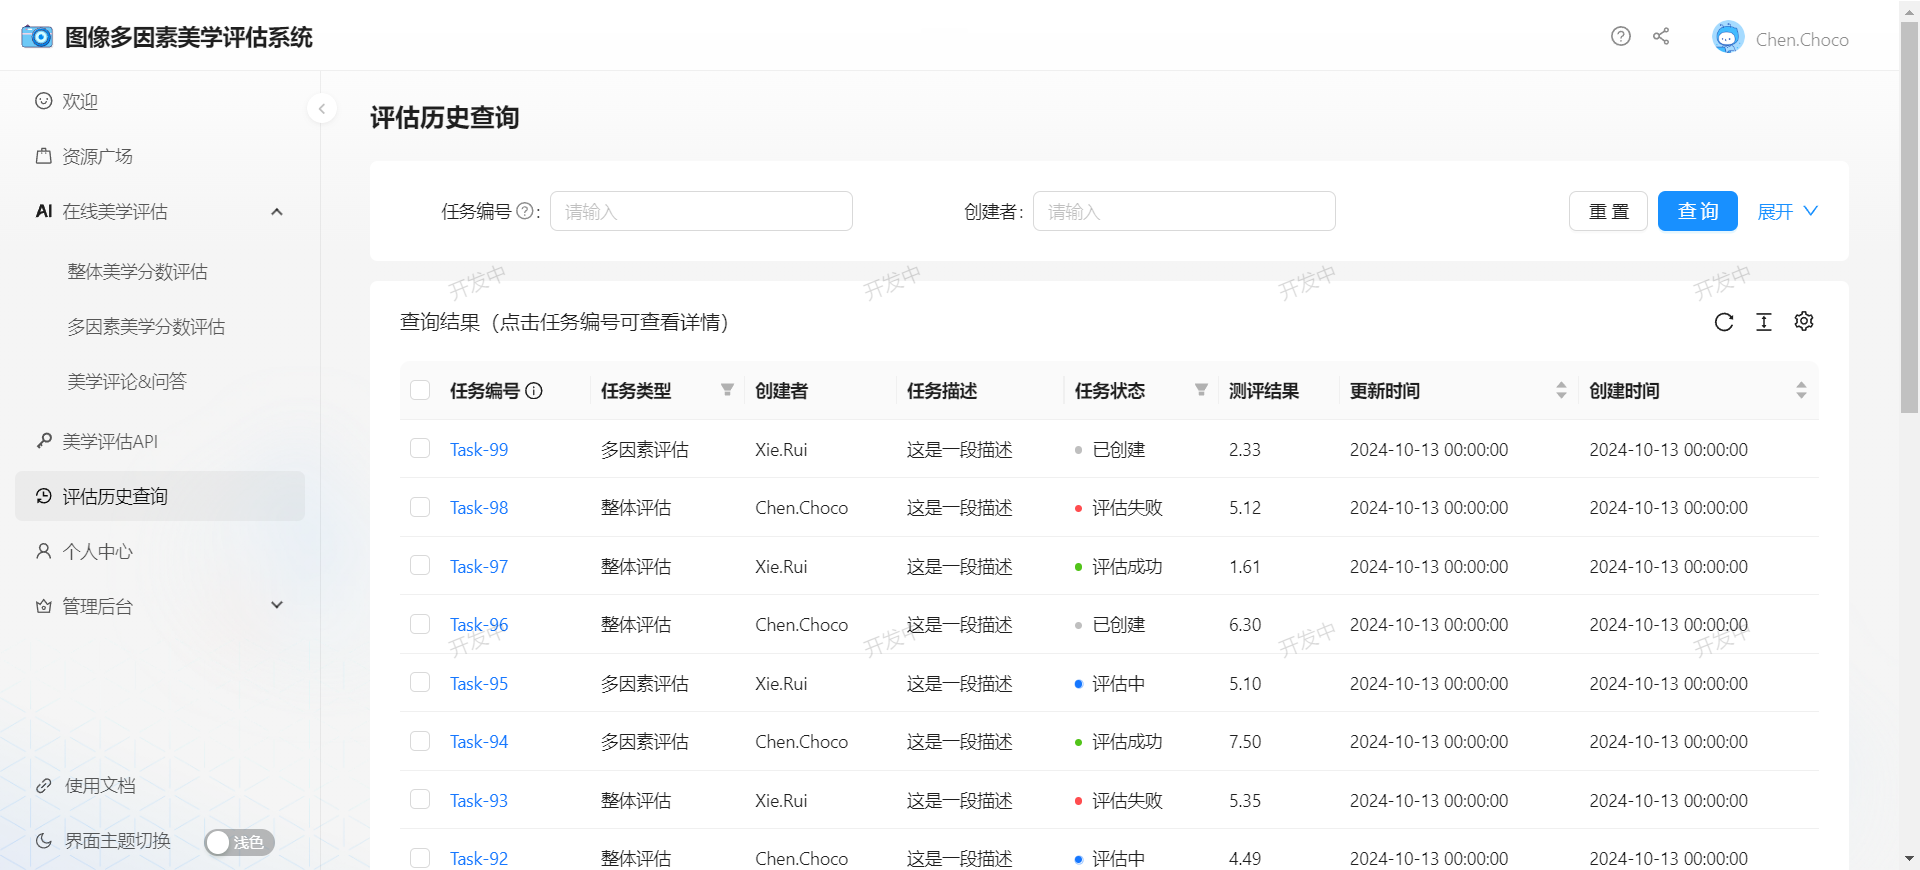 图像多因素美学评估系统
Chen.Choco
欢迎
资源广场
AI 在线美学评估
整体美学分数评估
多因素美学分数评估
美学评论&问答
美学评估API
评估历史查询
个人中心
管理后台
使用文档
界面主题切换 浅色
评估历史查询
任务编号 : 请输入 创建者 : 请输入 重 置 查 询 展开
开发中 开发中 开发中 开发中
查询结果（点击任务编号可查看详情）
任务编号 任务类型 创建者 任务描述 任务状态 测评结果 更新时间 创建时间
Task-99 多因素评估 Xie.Rui 这是一段描述 已创建 2.33 2024-10-13 00:00:00 2024-10-13 00:00:00
Task-98 整体评估 Chen.Choco 这是一段描述 评估失败 5.12 2024-10-13 00:00:00 2024-10-13 00:00:00
Task-97 整体评估 Xie.Rui 这是一段描述 评估成功 1.61 2024-10-13 00:00:00 2024-10-13 00:00:00
Task-96 整体评估 Chen.Choco 这是一段描述 已创建 6.30 2024-10-13 00:00:00 2024-10-13 00:00:00
开发中 开发中 开发中 开发中
Task-95 多因素评估 Xie.Rui 这是一段描述 评估中 5.10 2024-10-13 00:00:00 2024-10-13 00:00:00
Task-94 多因素评估 Chen.Choco 这是一段描述 评估成功 7.50 2024-10-13 00:00:00 2024-10-13 00:00:00
Task-93 整体评估 Xie.Rui 这是一段描述 评估失败 5.35 2024-10-13 00:00:00 2024-10-13 00:00:00
Task-92 整体评估 Chen.Choco 这是一段描述 评估中 4.49 2024-10-13 00:00:00 2024-10-13 00:00:00